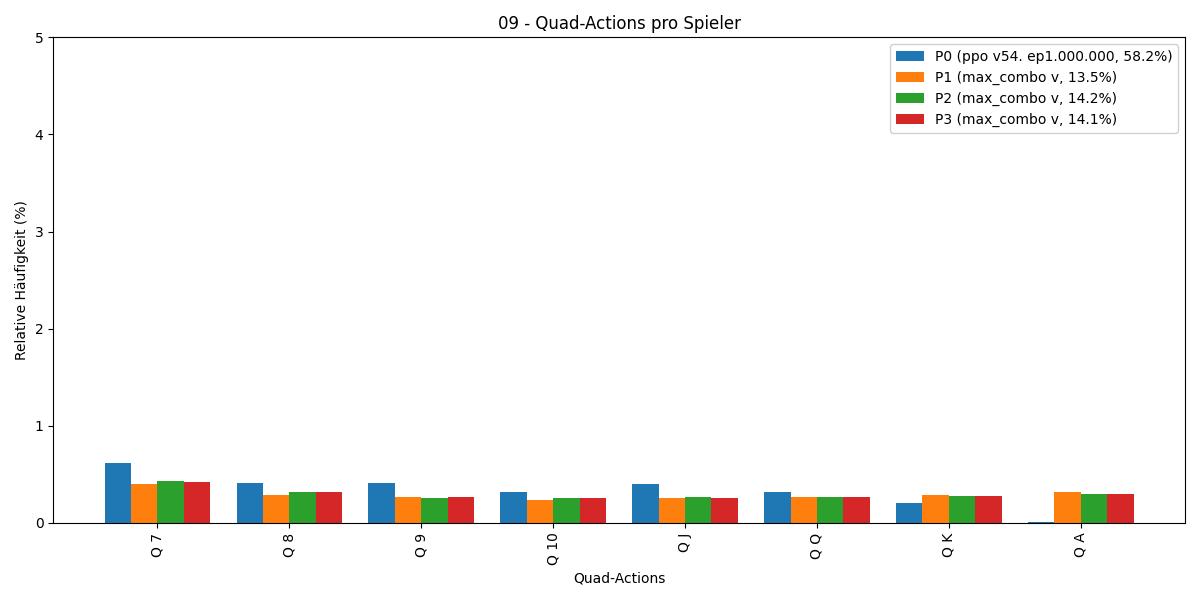 09 - Quad-Actions pro Spieler
P0 (ppo v54. ep1.000.000, 58.2%)
P1 (max_combo v, 13.5%)
P2 (max_combo v, 14.2%)
P3 (max_combo v, 14.1%)
Relative Häufigkeit (%)
5
4
3
2
1
0
Q 7
Q 8
Q 9
Q 10
Q J
Q Q
Q K
Q A
Quad-Actions